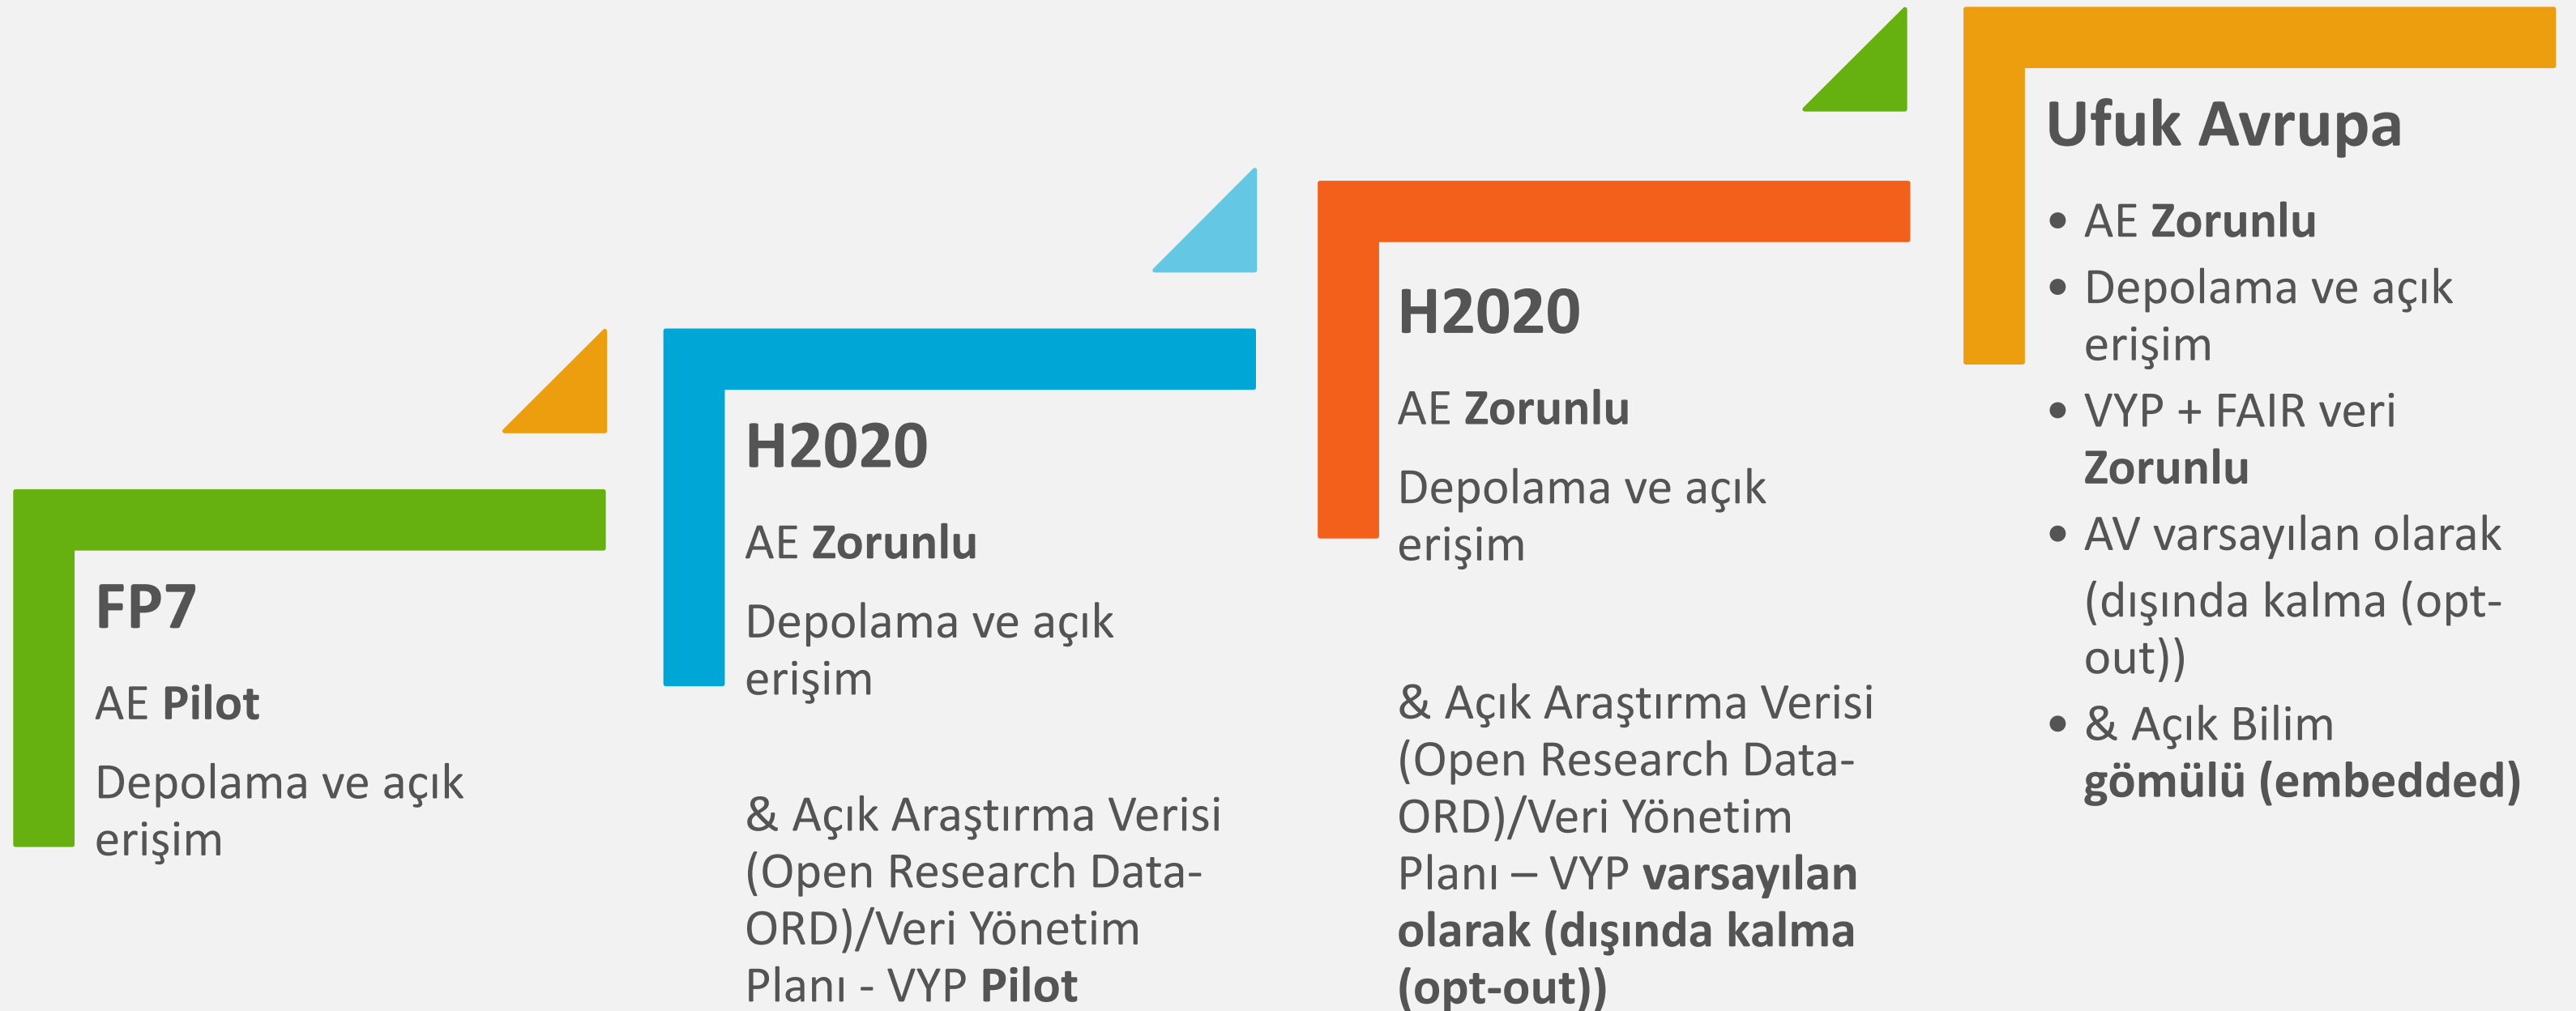 FP7
AE Pilot
Depolama ve açık
erişim
H2020
AE Zorunlu
Depolama ve açık
erişim
& Açık Araştırma Verisi
(Open Research Data-
ORD)/Veri Yönetim
Planı - VYP Pilot
H2020
AE Zorunlu
Depolama ve açık
erişim
& Açık Araştırma Verisi
(Open Research Data-
ORD)/Veri Yönetim
Planı – VYP varsayılan
olarak (dışında kalma
(opt-out))
Ufuk Avrupa
• AE Zorunlu
• Depolama ve açık
erişim
• VYP + FAIR veri
Zorunlu
• AV varsayılan olarak
(dışında kalma (opt-
out))
• & Açık Bilim
gömülü (embedded)